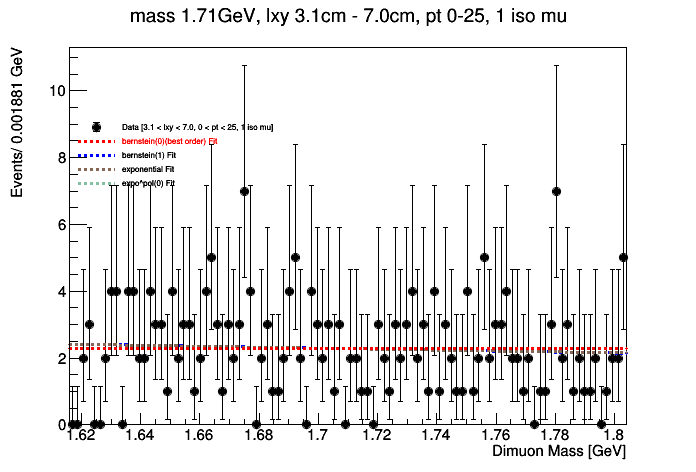 mass 1.71GeV, lxy 3.1cm - 7.0cm, pt 0-25, 1 iso mu
Events/ 0.001881 GeV
10
8
6
4
2
0
Data [3.1 < lxy < 7.0, 0 < pt < 25, 1 iso mu]
bernstein(0)(best order) Fit
bernstein(1) Fit
exponential Fit
expo*pol(0) Fit
1.62 1.64 1.66 1.68 1.7 1.72 1.74 1.76 1.78 1.8
Dimuon Mass [GeV]